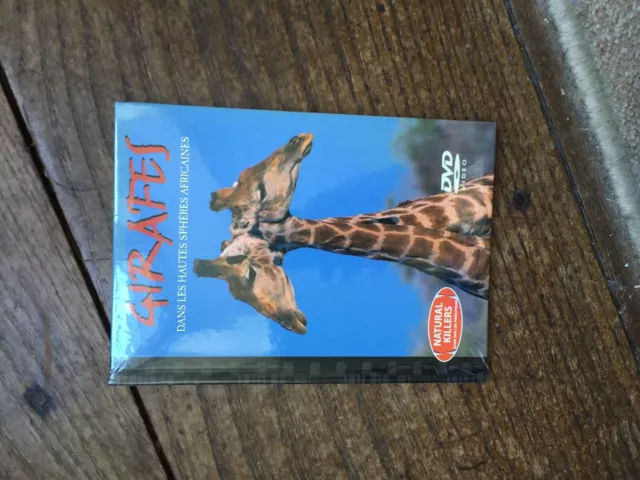 GIRAFES
DANS LES HAUTES SPHÈRES AFRICAINES
DVD
VIDEO
NATURAL
KILLERS